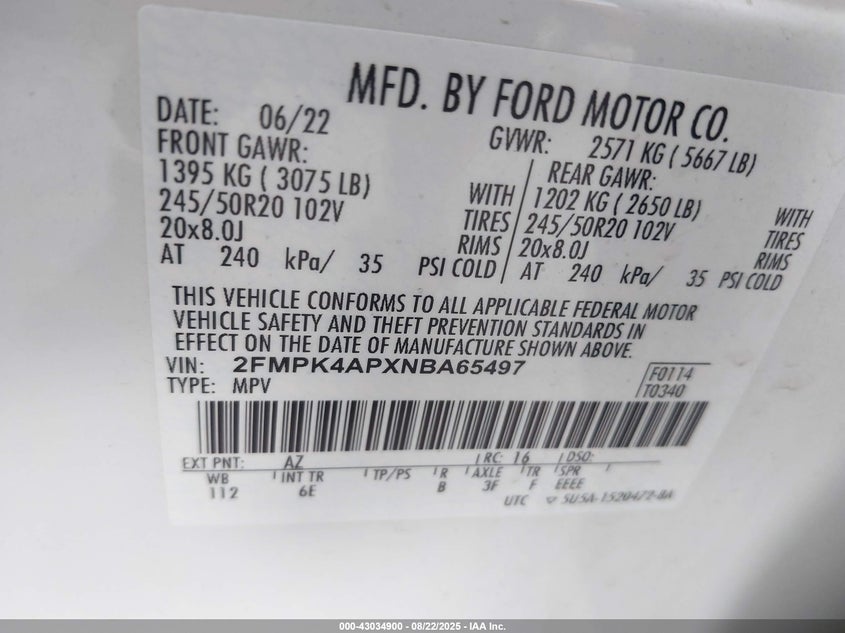 MFD. BY FORD MOTOR CO.
DATE: 06/22 GVWR: 2571 KG ( 5667 LB)
FRONT GAWR: REAR GAWR:
1395 KG ( 3075 LB) WITH 1202 KG ( 2650 LB) WITH
245/50R20 102V TIRES 245/50R20 102V TIRES
20x8.0J RIMS 20x8.0J RIMS
AT 240 kPa/ 35 PSI COLD AT 240 kPa/ 35 PSI COLD
THIS VEHICLE CONFORMS TO ALL APPLICABLE FEDERAL MOTOR
VEHICLE SAFETY AND THEFT PREVENTION STANDARDS IN
EFFECT ON THE DATE OF MANUFACTURE SHOWN ABOVE.
VIN: 2FMPK4APXNBA65497 F0114
TYPE: MPV T0340
EXT PNT: AZ RC: 16 DSO:
WB INT TR TP/PS R AXLE TR SPR
112 6E B 3F F EEEE
UTC
000-43034900 - 08/22/2025 - IAA Inc.